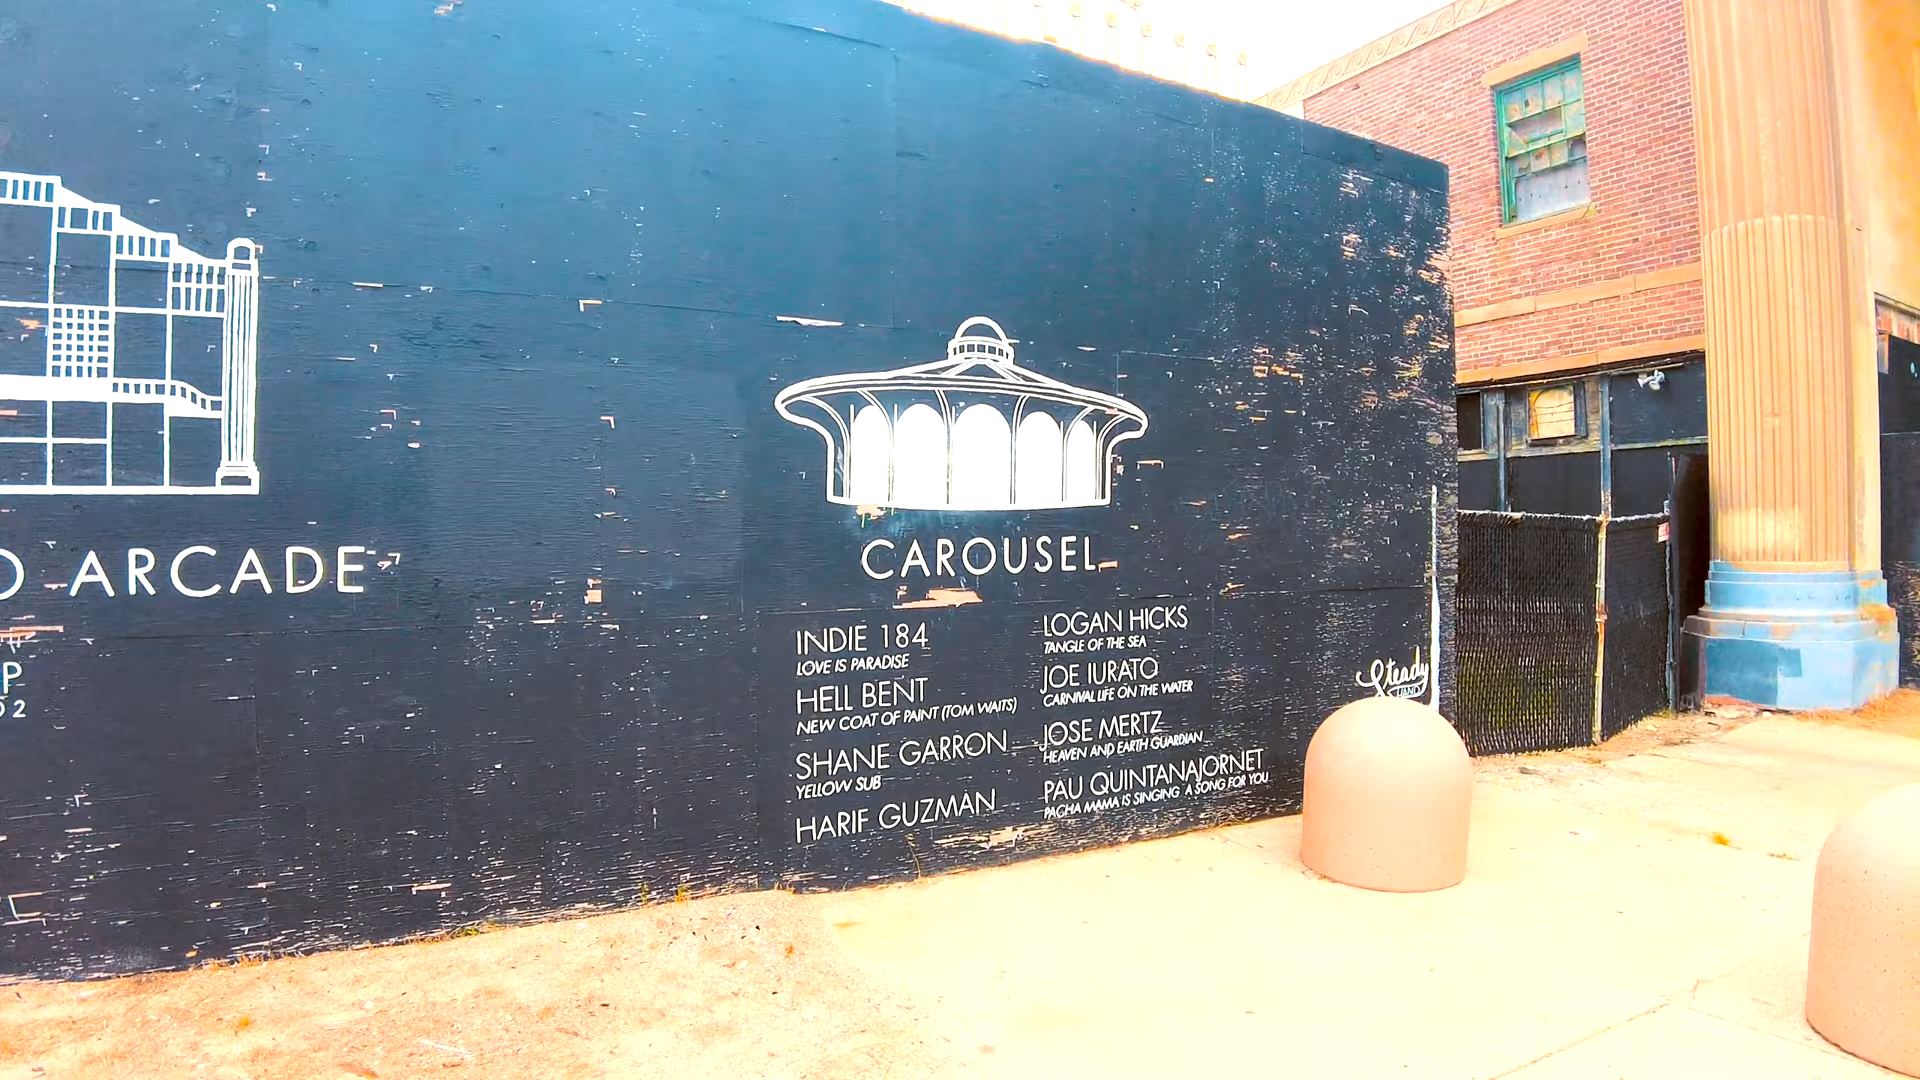 O ARCADE
P
02
CAROUSEL
INDIE 184
LOVE IS PARADISE
HELL BENT
NEW COAT OF PAINT (TOM WAITS)
SHANE GARRON
YELLOW SUB
HARIF GUZMAN
LOGAN HICKS
TANGLE OF THE SEA
JOE IURATO
CARNIVAL LIFE ON THE WATER
JOSE MERTZ
HEAVEN AND EARTH GUARDIAN
PAU QUINTANAJORNET
PACHA MAMA IS SINGING A SONG FOR YOU
Steady
HAND